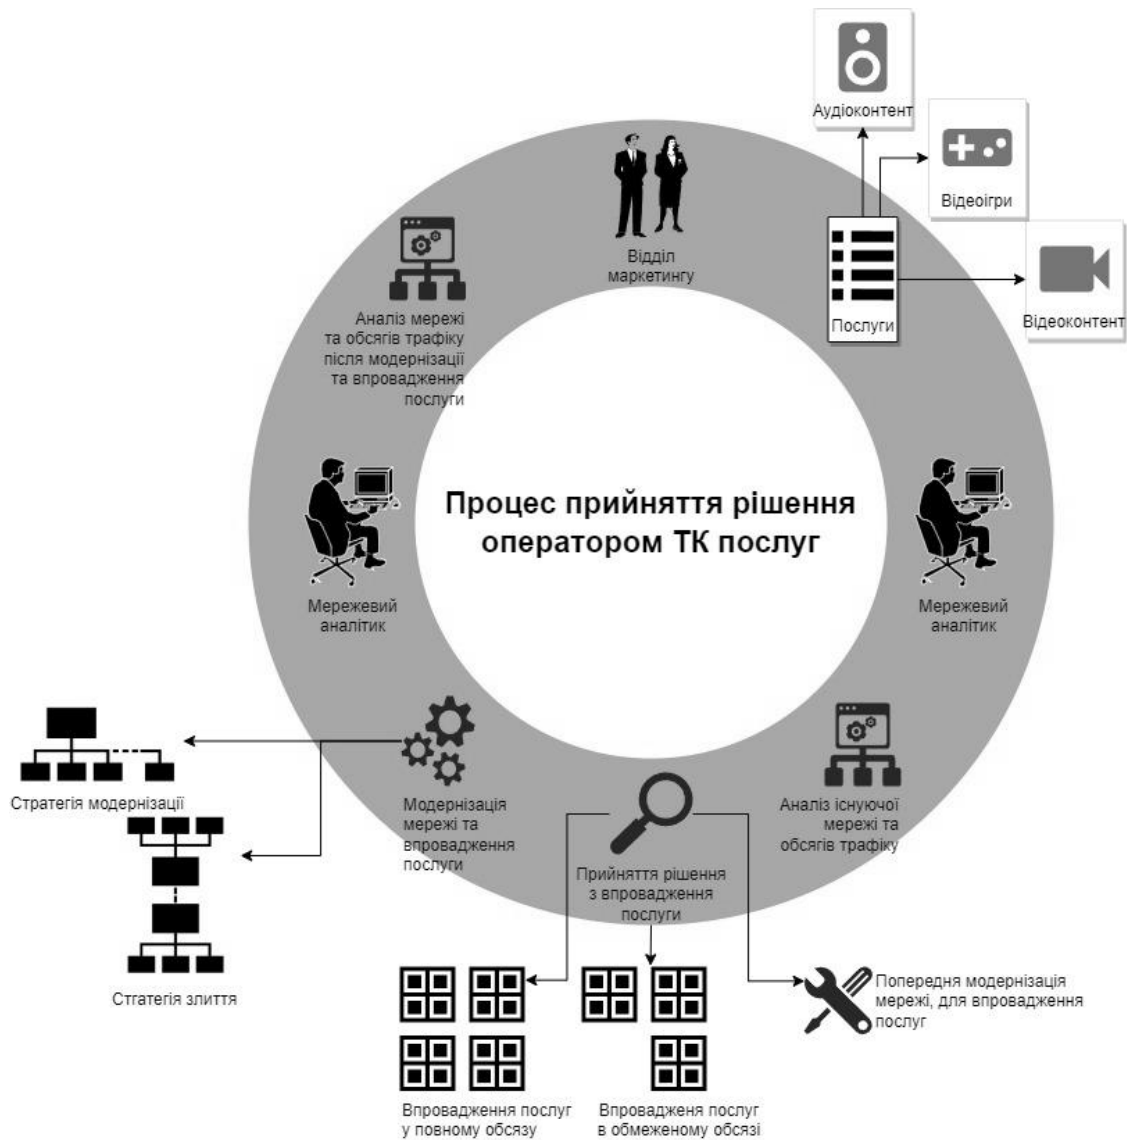 Аудіоконтент
Відеоігри
Відеоконтент
Послуги
Відділ
маркетингу
Аналіз мережі
та обсягів трафіку
після модернізації
та впровадження
послуги
Процес прийняття рішення
оператором ТК послуг
Мережевий
аналітик
Мережевий
аналітик
Стратегія модернізації
Модернізація
мережі та
впровадження
послуги
Аналіз існуючої
мережі та
обсягів трафіку
Прийняття рішення
з впровадження
послуги
Стгатегія злиття
Попередня модернізація
мережі, для впровадження
послуг
Впровадження послуг
у повному обсязу
Впровадженя послуг
в обмеженому обсязі